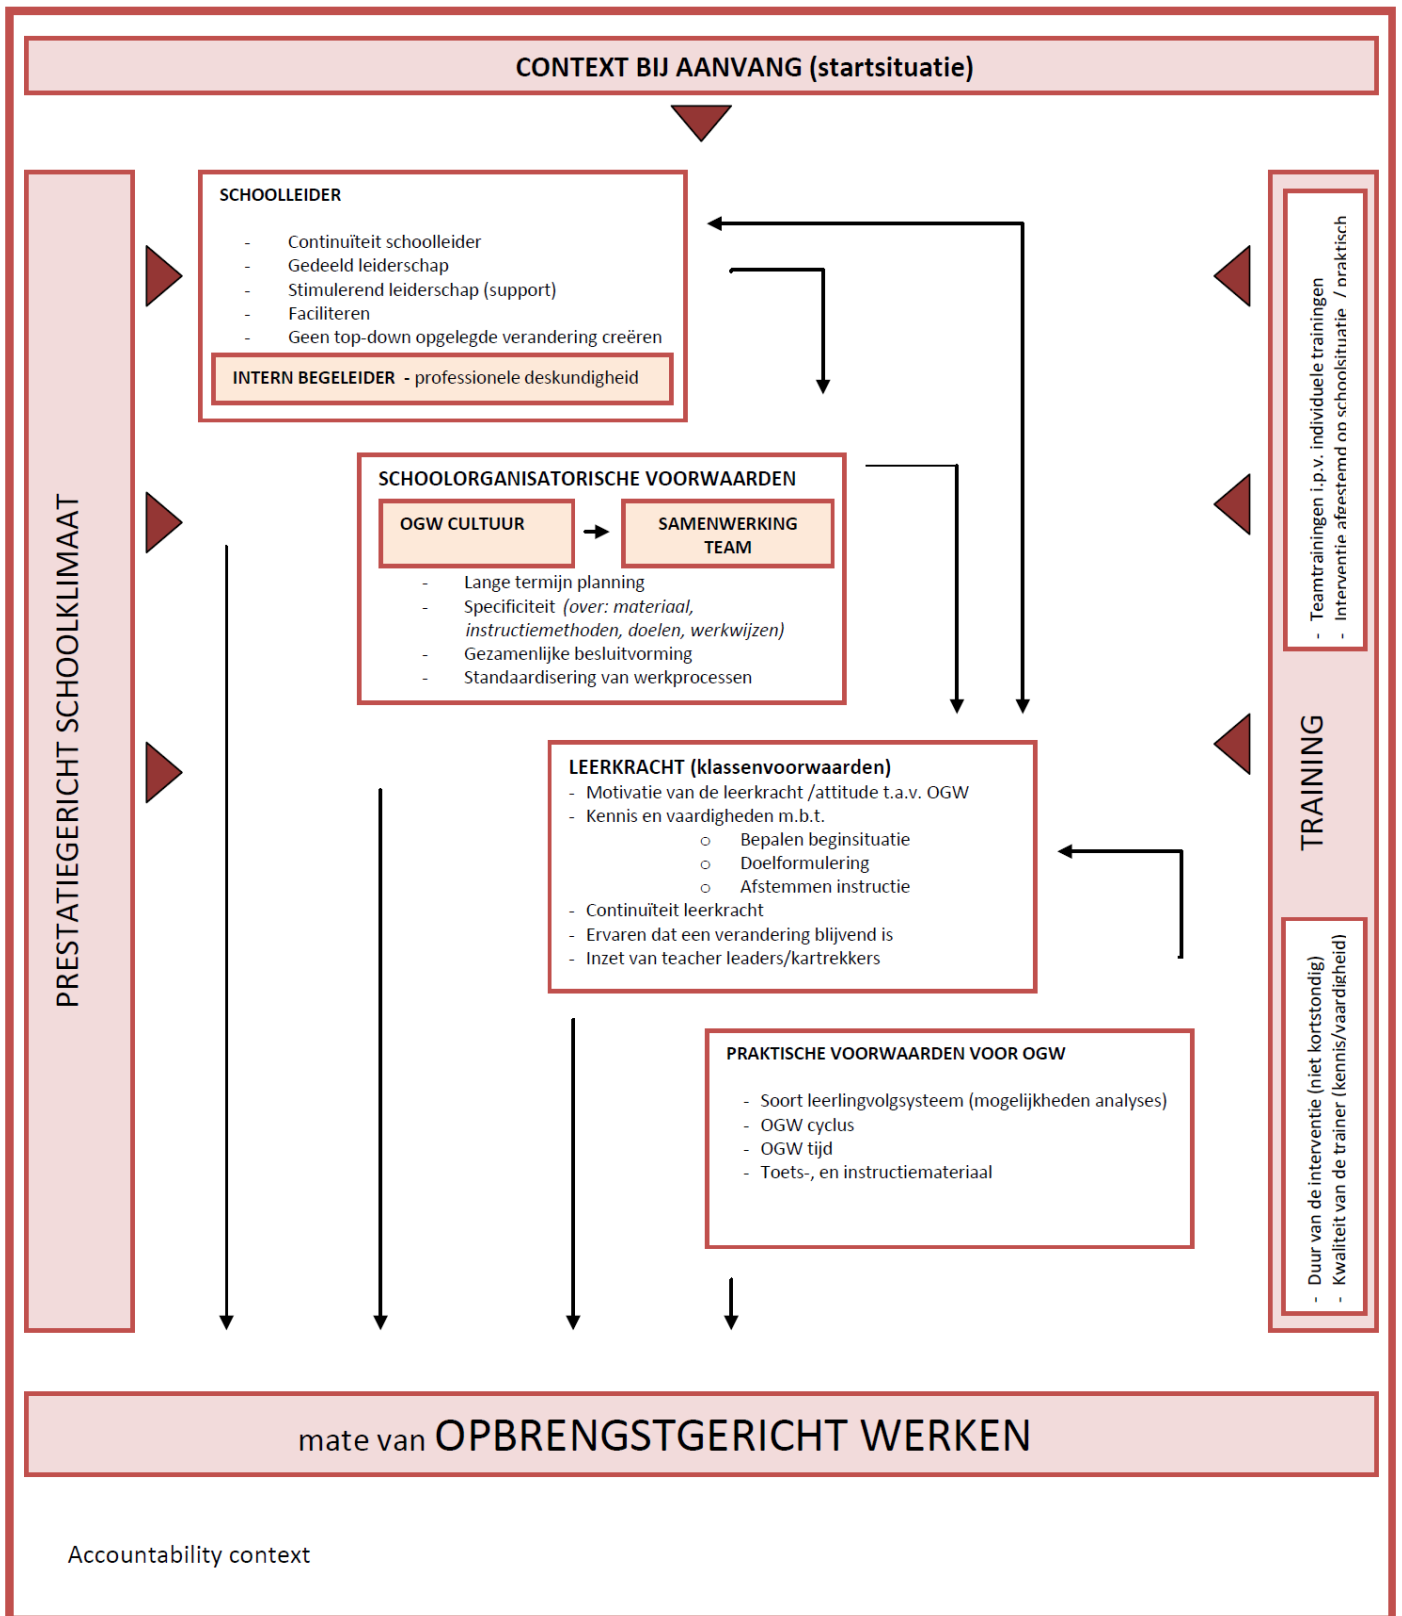 CONTEXT BIJ AANVANG (startsituatie)
PRESTATIEGERICHT SCHOOLKLIMAAT
SCHOOLLEIDER
- Continuïteit schoolleider
- Gedeeld leiderschap
- Stimulerend leiderschap (support)
- Faciliteren
- Geen top-down opgelegde verandering creëren
INTERN BEGELEIDER - professionele deskundigheid
SCHOOLORGANISATORISCHE VOORWAARDEN
OGW CULTUUR
SAMENWERKING
TEAM
- Lange termijn planning
- Specificiteit (over: materiaal,
instructiemethoden, doelen, werkwijzen)
- Gezamenlijke besluitvorming
- Standaardisering van werkprocessen
LEERKRACHT (klassenvoorwaarden)
- Motivatie van de leerkracht /attitude t.a.v. OGW
- Kennis en vaardigheden m.b.t.
o Bepalen beginsituatie
o Doelformulering
o Afstemmen instructie
- Continuïteit leerkracht
- Ervaren dat een verandering blijvend is
- Inzet van teacher leaders/kartrekkers
PRAKTISCHE VOORWAARDEN VOOR OGW
- Soort leerlingvolgsysteem (mogelijkheden analyses)
- OGW cyclus
- OGW tijd
- Toets-, en instructiemateriaal
- Teamtrainingen i.p.v. individuele trainingen
- Interventie afgestemd op schoolsituatie / praktisch
TRAINING
- Duur van de interventie (niet kortstondig)
- Kwaliteit van de trainer (kennis/vaardigheid)
mate van OPBRENGSTGERICHT WERKEN
Accountability context